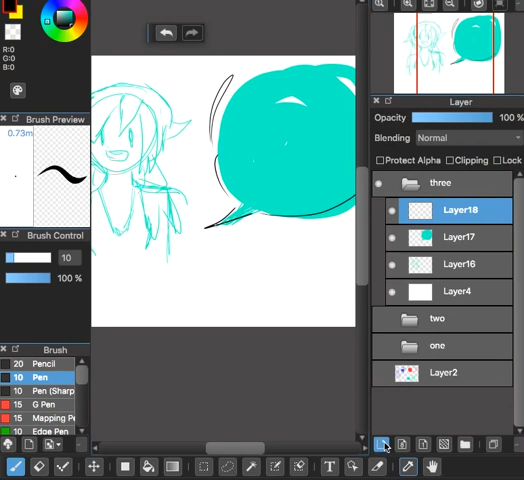 R:0
G:0
B:0
Brush Preview
0.73m
Brush Control
10
100 %
Brush
20 Pencil
10 Pen
10 Pen (Sharp
15 G Pen
15 Mapping Pe
10 Edge Pen
Layer
Opacity 100 %
Blending Normal
Protect Alpha Clipping Lock
three
Layer18
Layer17
Layer16
Layer4
two
one
Layer2
T